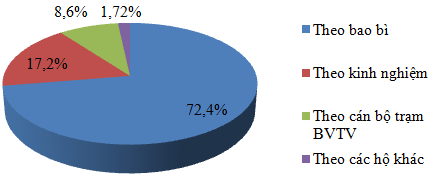 8,6%
1,72%
17,2%
72,4%
Theo bao bì
Theo kinh nghiệm
Theo cán bộ trạm
BVTV
Theo các hộ khác